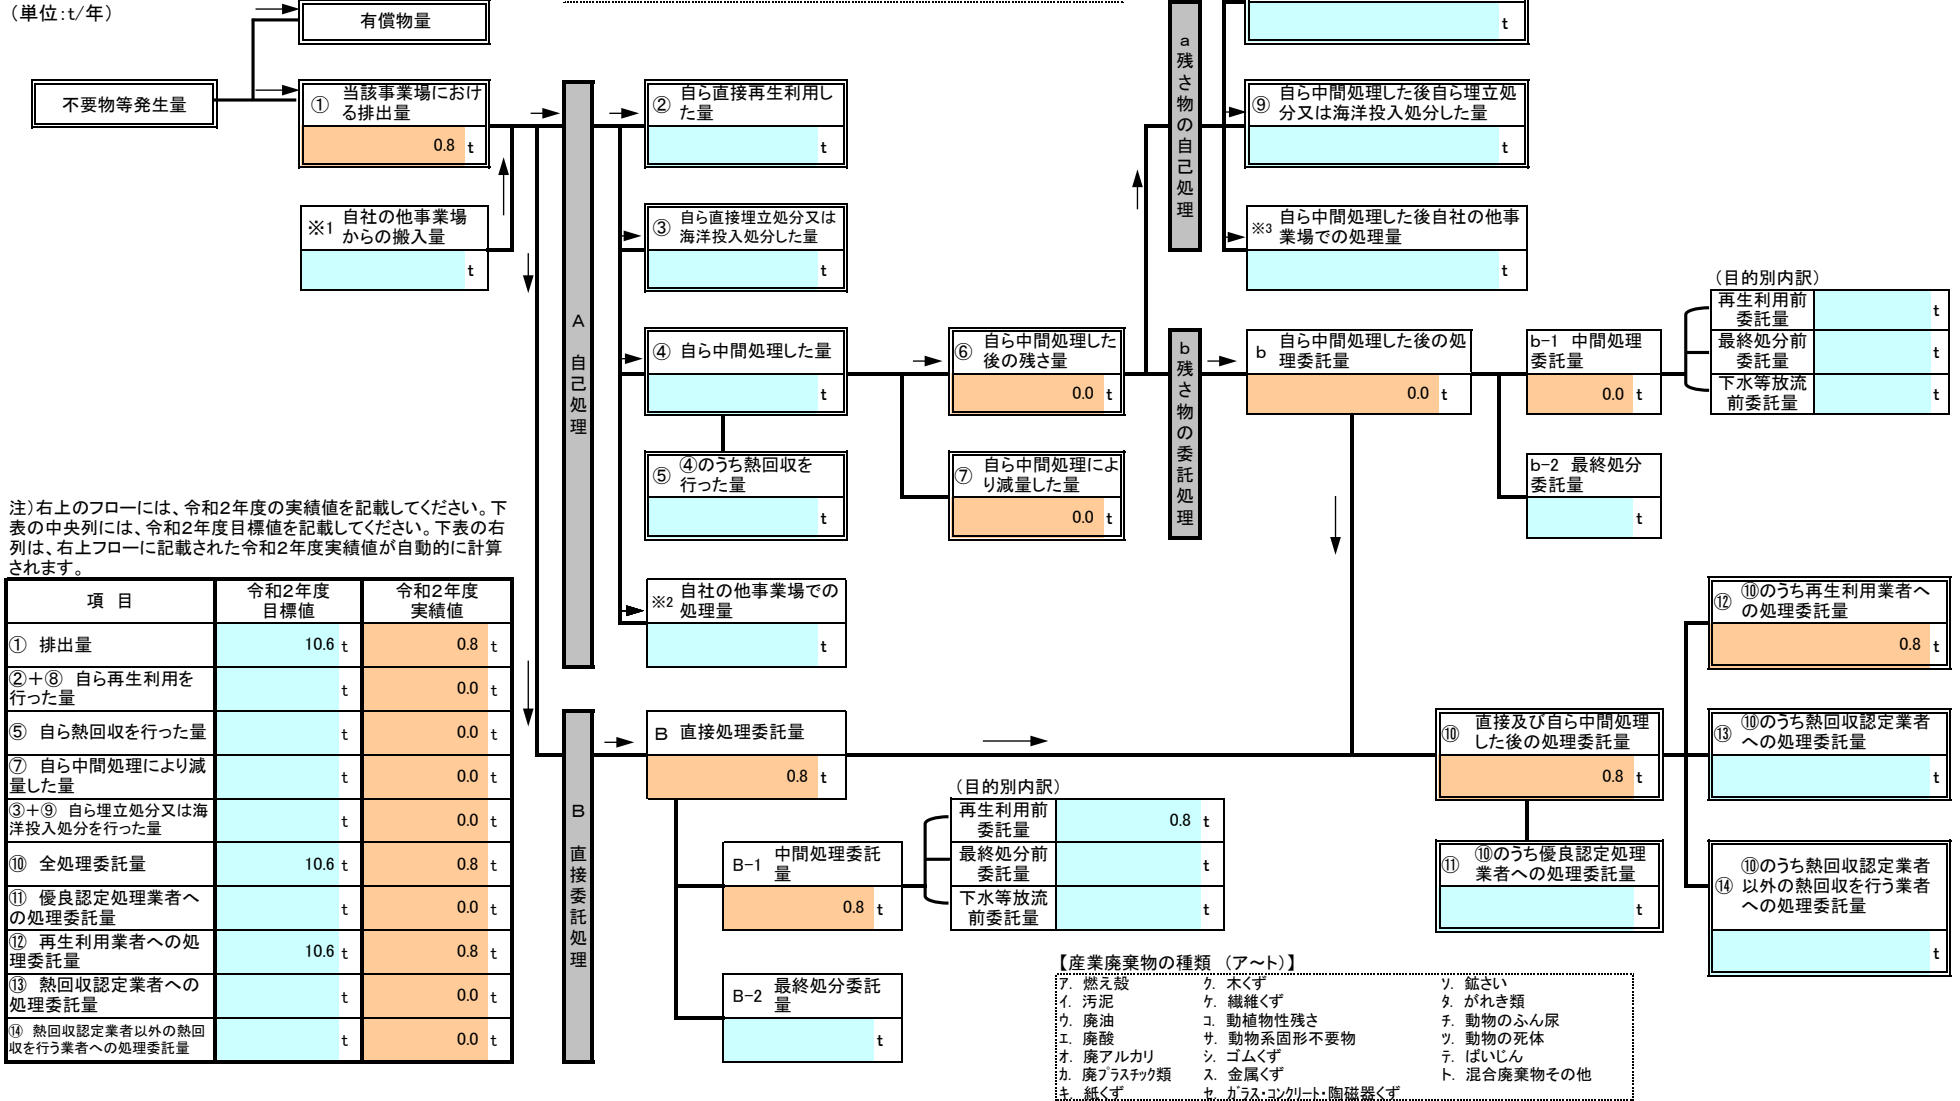 （単位：t/年）
有償物量
t
不要物等発生量
① 当該事業場におけ
る排出量
0.8 t
※1 自社の他事業場
からの搬入量
t
A 自己処理
② 自ら直接再生利用し
た量
t
③ 自ら直接埋立処分又は
海洋投入処分した量
t
④ 自ら中間処理した量
t
⑤ ④のうち熱回収を
行った量
t
※2 自社の他事業場での
処理量
t
⑥ 自ら中間処理した
後の残さ量
0.0 t
⑦ 自ら中間処理によ
り減量した量
0.0 t
a 残さ物の自己処理
⑨ 自ら中間処理した後自ら埋立処
分又は海洋投入処分した量
t
※3 自ら中間処理した後自社の他事
業場での処理量
t
b 残さ物の委託処理
b 自ら中間処理した後の処
理委託量
0.0 t
b-1 中間処理
委託量
0.0 t
b-2 最終処分
委託量
t
（目的別内訳）
再生利用前
委託量
t
最終処分前
委託量
t
下水等放流
前委託量
t
注）右上のフローには、令和２年度の実績値を記載してください。下
表の中央列には、令和２年度目標値を記載してください。下表の右
列は、右上フローに記載された令和２年度実績値が自動的に計算
されます。
項 目
令和２年度
目標値
令和２年度
実績値
① 排出量 10.6 t 0.8 t
②＋⑧ 自ら再生利用を
行った量
t 0.0 t
⑤ 自ら熱回収を行った量 t 0.0 t
⑦ 自ら中間処理により減
量した量
t 0.0 t
③＋⑨ 自ら埋立処分又は海
洋投入処分を行った量
t 0.0 t
⑩ 全処理委託量 10.6 t 0.8 t
⑪ 優良認定処理業者へ
の処理委託量
t 0.0 t
⑫ 再生利用業者への処
理委託量
10.6 t 0.8 t
⑬ 熱回収認定業者への
処理委託量
t 0.0 t
⑭ 熱回収認定業者以外の熱回
収を行う業者への処理委託量
t 0.0 t
B 直接委託処理
B 直接処理委託量
0.8 t
B-1 中間処理委託
量
0.8 t
B-2 最終処分委託
量
t
（目的別内訳）
再生利用前
委託量
0.8 t
最終処分前
委託量
t
下水等放流
前委託量
t
⑩ 直接及び自ら中間処理
した後の処理委託量
0.8 t
⑪ ⑩のうち優良認定処理
業者への処理委託量
t
⑫ ⑩のうち再生利用業者へ
の処理委託量
0.8 t
⑬ ⑩のうち熱回収認定業者
への処理委託量
t
⑭ ⑩のうち熱回収認定業者
以外の熱回収を行う業者
への処理委託量
t
【産業廃棄物の種類 （ア～ト）】
ア. 燃え殻 ク. 木くず ソ. 鉱さい
イ. 汚泥 ケ. 繊維くず タ. がれき類
ウ. 廃油 コ. 動植物性残さ チ. 動物のふん尿
エ. 廃酸 サ. 動物系固形不要物 ツ. 動物の死体
オ. 廃アルカリ シ. ゴムくず テ. ばいじん
カ. 廃プラスチック類 ス. 金属くず ト. 混合廃棄物その他
キ. 紙くず セ. ガラス・コンクリート・陶磁器くず